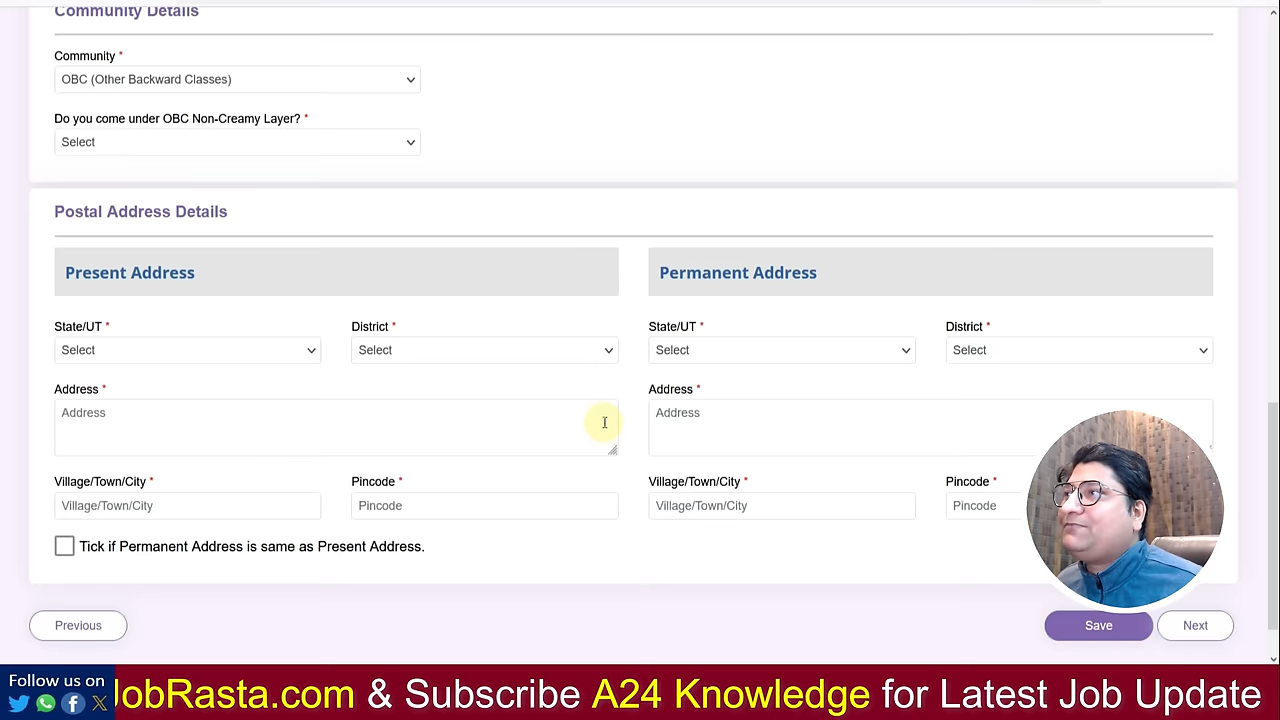 Community Details
Community *
OBC (Other Backward Classes)
Do you come under OBC Non-Creamy Layer? *
Select
Postal Address Details
Present Address
Permanent Address
State/UT * District * State/UT * District *
Select Select Select Select
Address * Address *
Address Address
Village/Town/City * Pincode * Village/Town/City * Pincode *
Village/Town/City Pincode Village/Town/City Pincode
Tick if Permanent Address is same as Present Address.
Previous Save Next
Follow us on
JobRasta.com & Subscribe A24 Knowledge for Latest Job Update